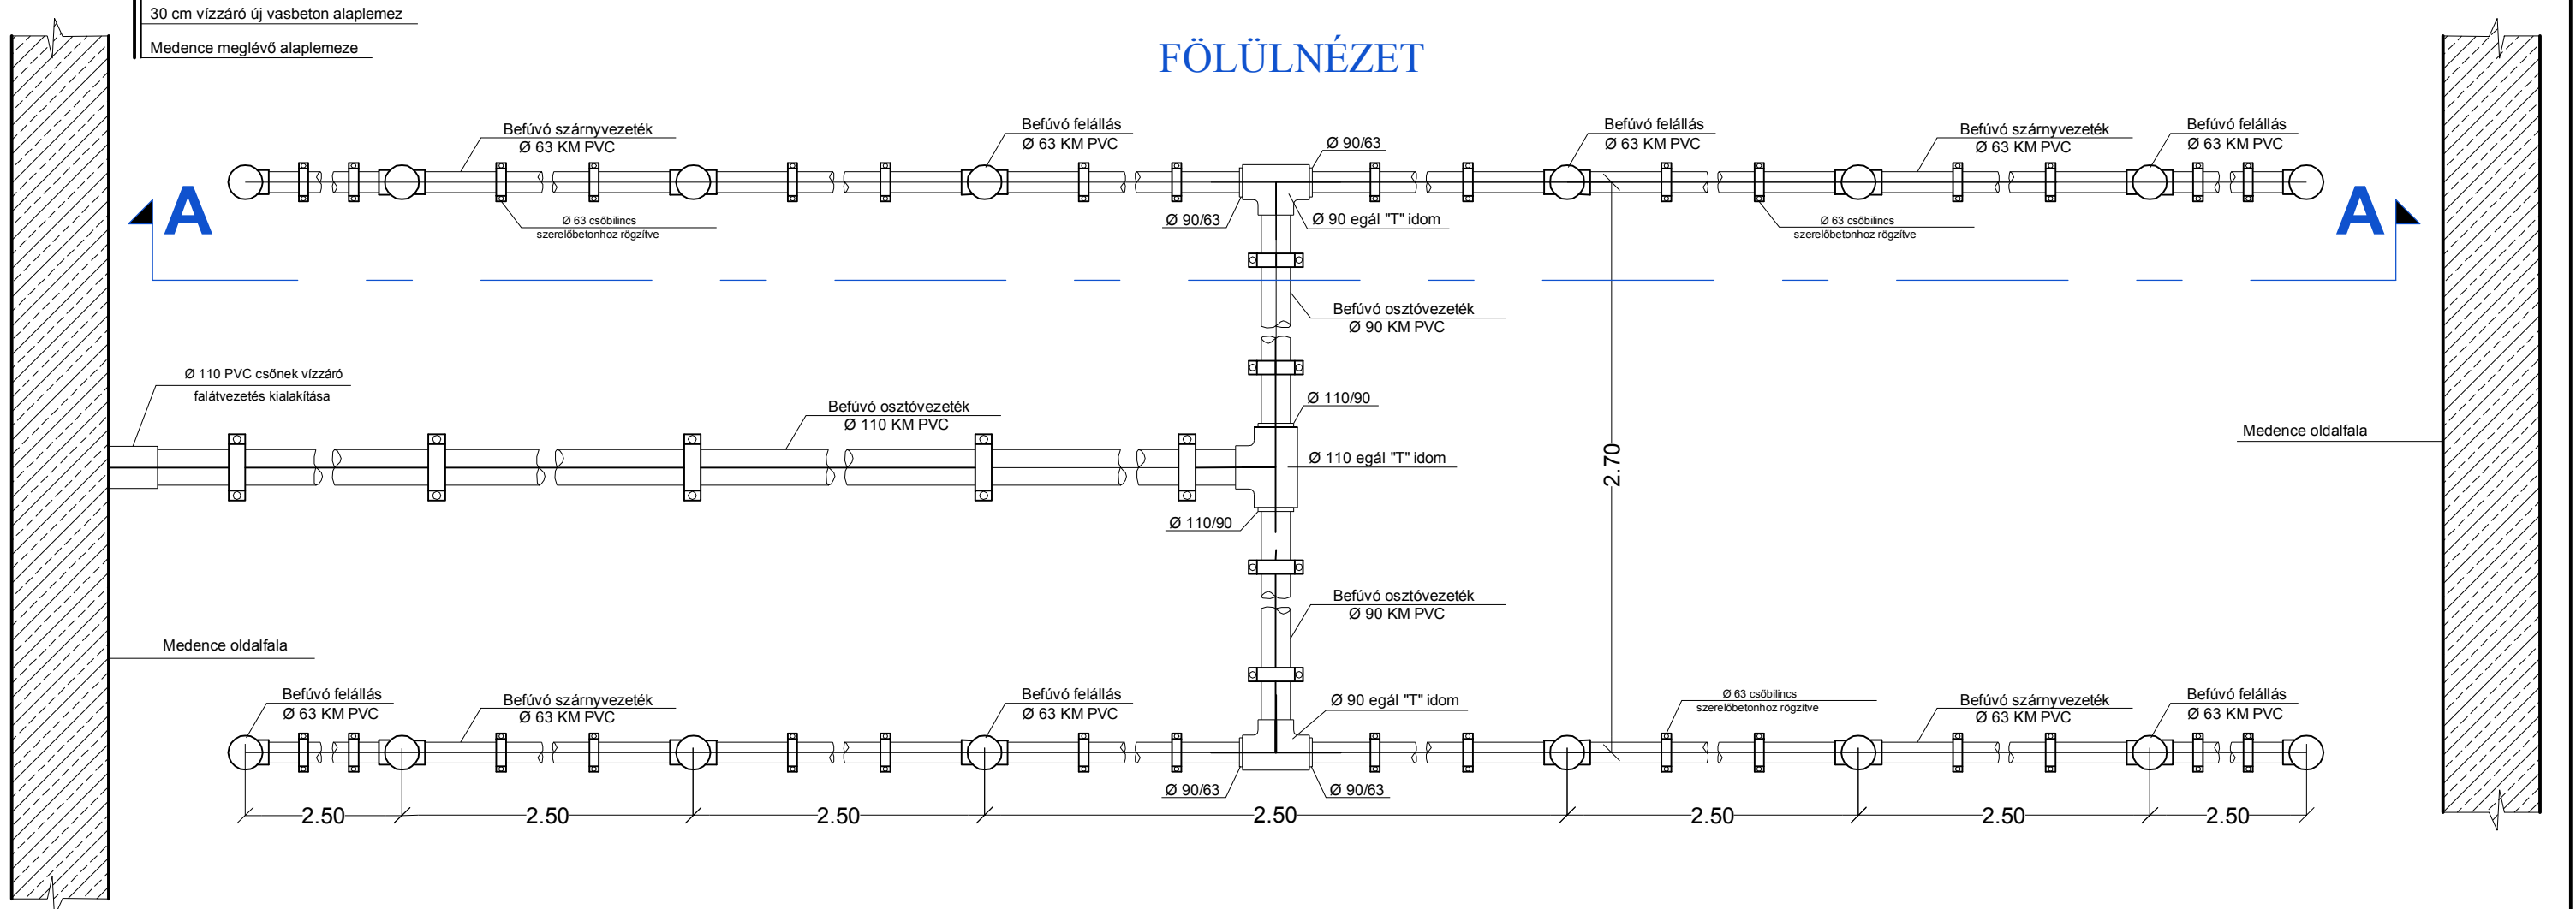 30 cm vízzáró új vasbeton alaplemez
Medence meglévő alaplemeze
FÖLÜLNÉZET
Befúvó szárnyvezeték
Ø 63 KM PVC
Befúvó felállás
Ø 63 KM PVC
Ø 90/63
Befúvó felállás
Ø 63 KM PVC
Befúvó szárnyvezeték
Ø 63 KM PVC
Befúvó felállás
Ø 63 KM PVC
A
Ø 63 csőbilincs
szerelőbetonhoz rögzítve
Ø 90/63
Ø 90 egál "T" idom
Ø 63 csőbilincs
szerelőbetonhoz rögzítve
A
Befúvó osztóvezeték
Ø 90 KM PVC
Ø 110 PVC csőnek vízzáró
falátvezetés kialakítása
Befúvó osztóvezeték
Ø 110 KM PVC
Ø 110/90
Ø 110 egál "T" idom
2.70
Medence oldalfala
Ø 110/90
Befúvó osztóvezeték
Ø 90 KM PVC
Medence oldalfala
Befúvó felállás
Ø 63 KM PVC
Befúvó szárnyvezeték
Ø 63 KM PVC
Befúvó felállás
Ø 63 KM PVC
Ø 90 egál "T" idom
Ø 63 csőbilincs
szerelőbetonhoz rögzítve
Befúvó szárnyvezeték
Ø 63 KM PVC
Befúvó felállás
Ø 63 KM PVC
Ø 90/63
Ø 90/63
2.50
2.50
2.50
2.50
2.50
2.50
2.50